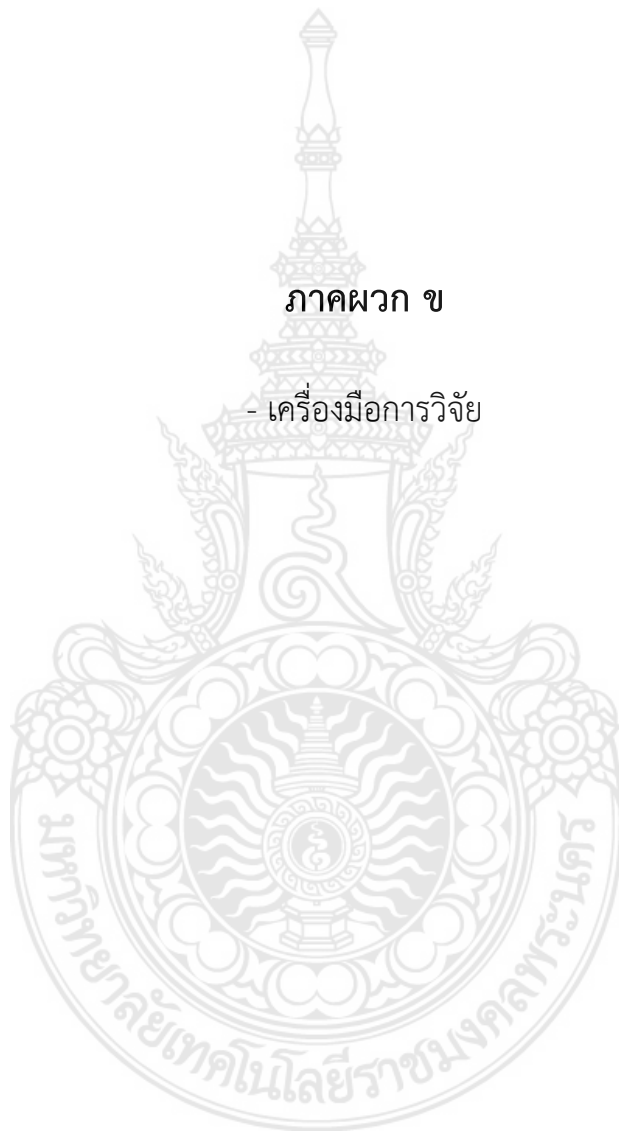 ภาคผวก ข
- เครื่องมือการวิจัย
มหาวิทยาลัยเทคโนโลยีราชมงคลพระนคร